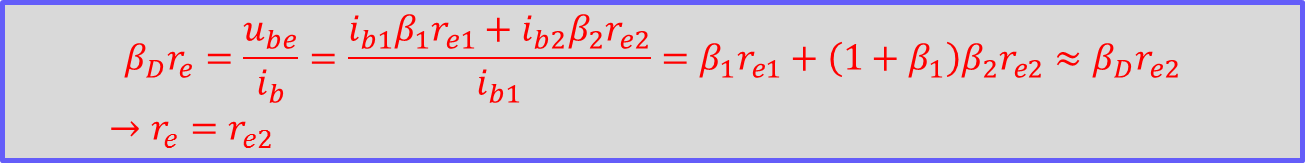 β_D r_e = u_be / i_b = (i_b1 β_1 r_e1 + i_b2 β_2 r_e2) / i_b1 = β_1 r_e1 + (1 + β_1)β_2 r_e2 ≈ β_D r_e2
→ r_e = r_e2